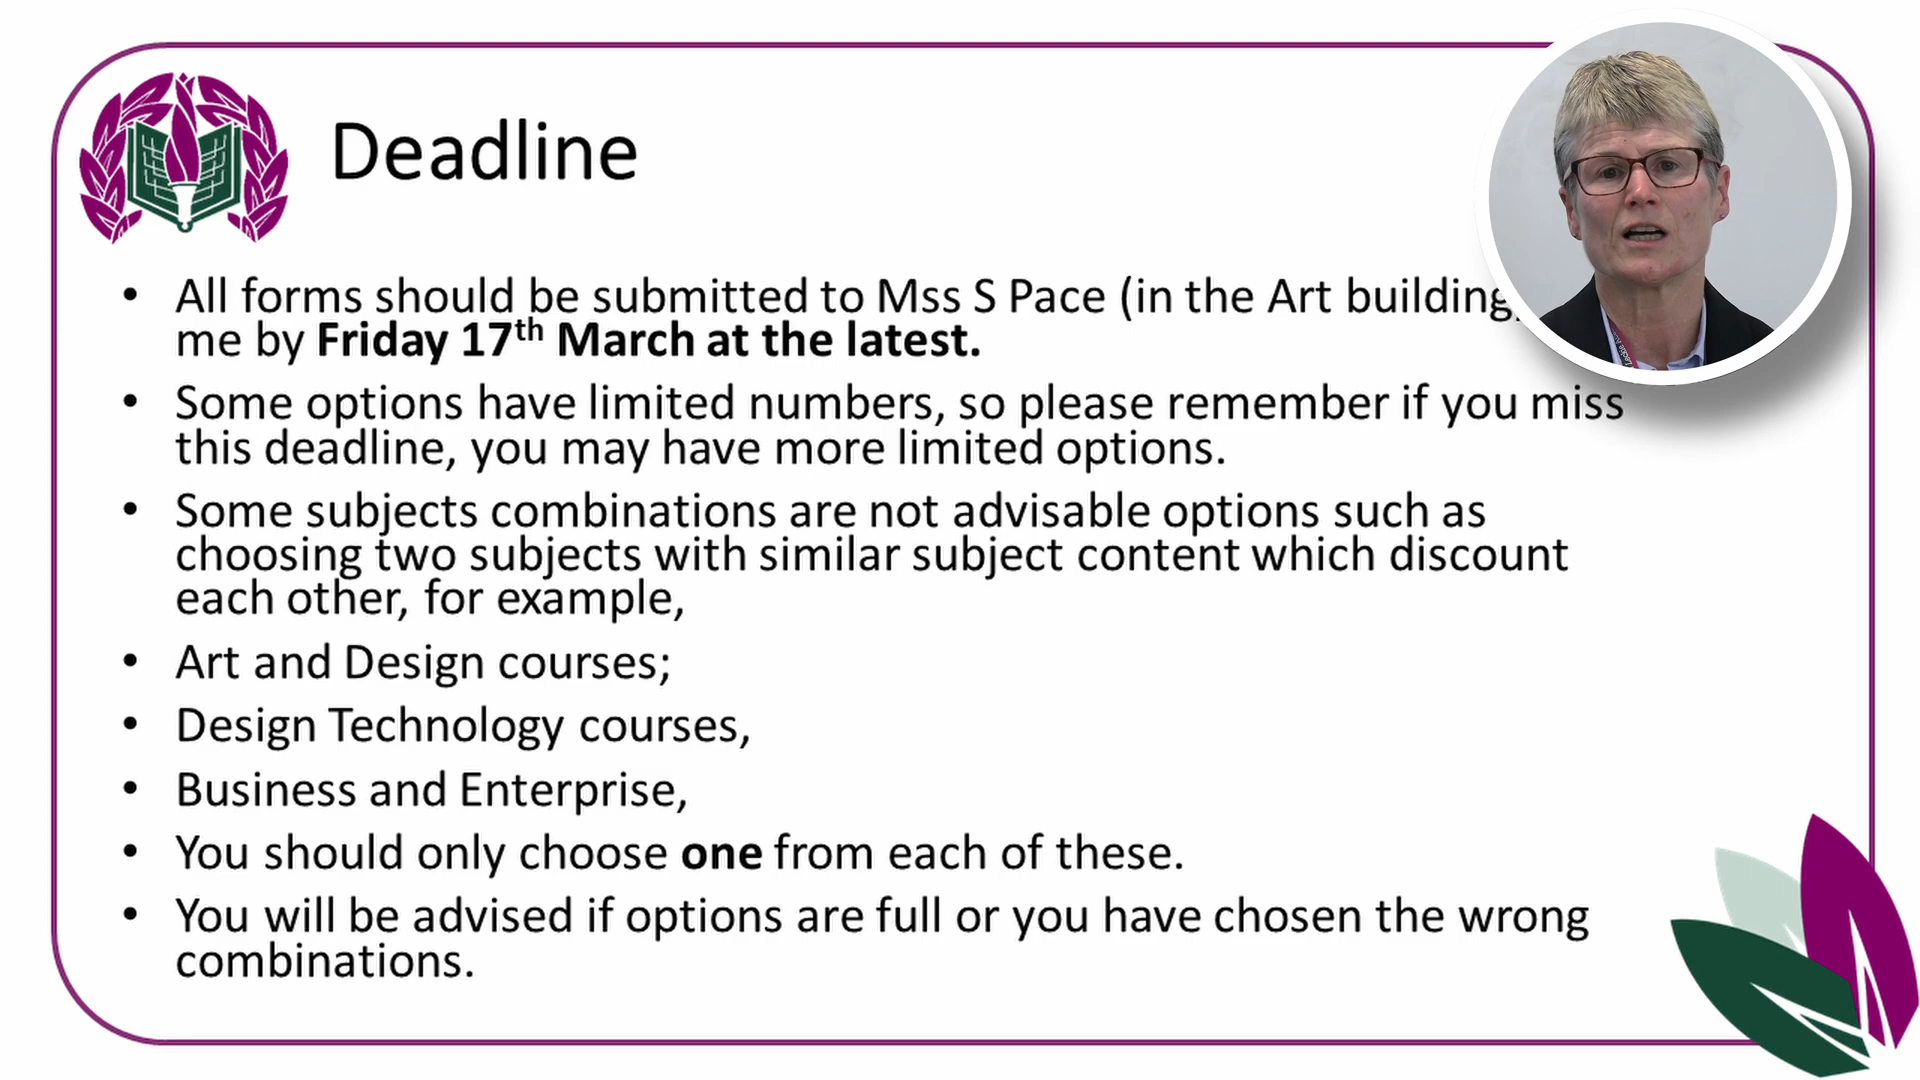 Deadline
• All forms should be submitted to Mss S Pace (in the Art building,
me by Friday 17th March at the latest.
• Some options have limited numbers, so please remember if you miss
this deadline, you may have more limited options.
• Some subjects combinations are not advisable options such as
choosing two subjects with similar subject content which discount
each other, for example,
• Art and Design courses;
• Design Technology courses,
• Business and Enterprise,
• You should only choose one from each of these.
• You will be advised if options are full or you have chosen the wrong
combinations.